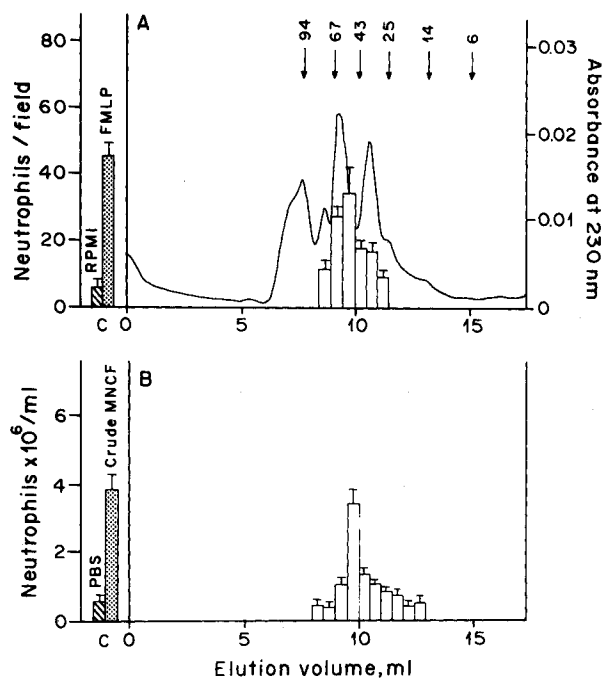 A
94 67 43 25 14 6
80
60
40
20
0
Neutrophils / field
RPMI
FMLP
C
0 5 10 15
0.03
0.02
0.01
0
Absorbance at 230 nm
B
6
4
2
0
Neutrophils x10⁶/ml
PBS
Crude MNCF
C
0 5 10 15
Elution volume, ml